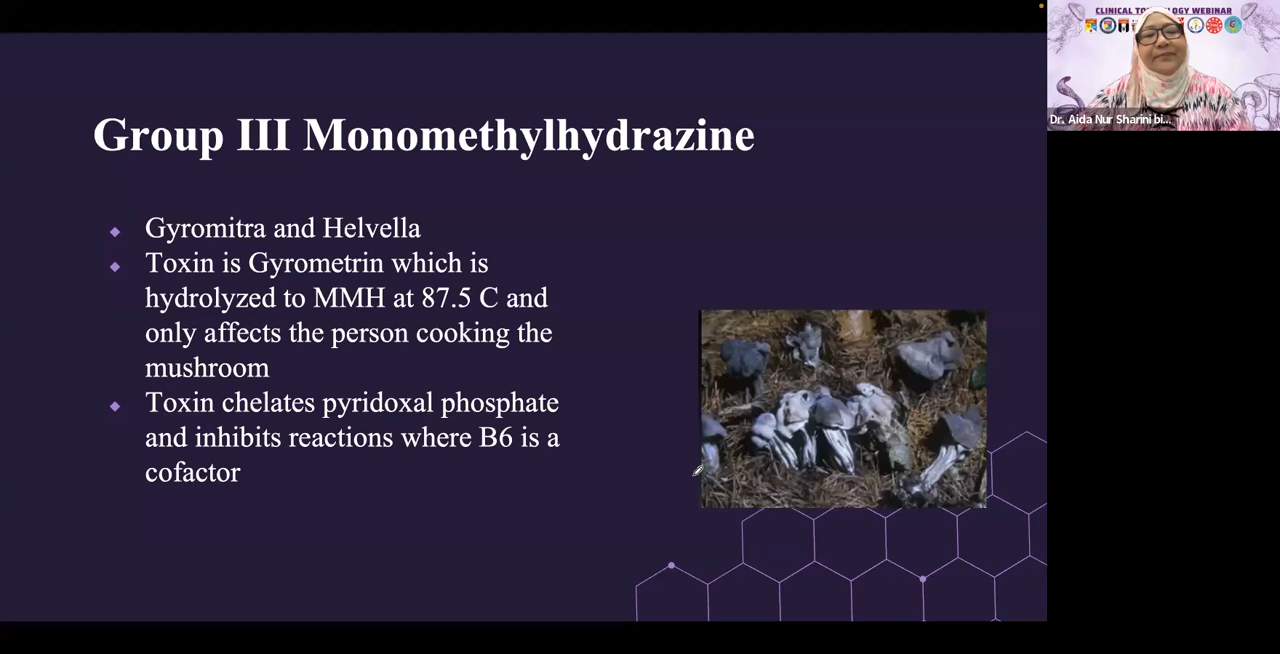 CLINICAL TOXICOLOGY WEBINAR
Group III Monomethylhydrazine
Gyromitra and Helvella
Toxin is Gyrometrin which is
hydrolyzed to MMH at 87.5 C and
only affects the person cooking the
mushroom
Toxin chelates pyridoxal phosphate
and inhibits reactions where B6 is a
cofactor
Dr. Aida Nur Sharini bi...